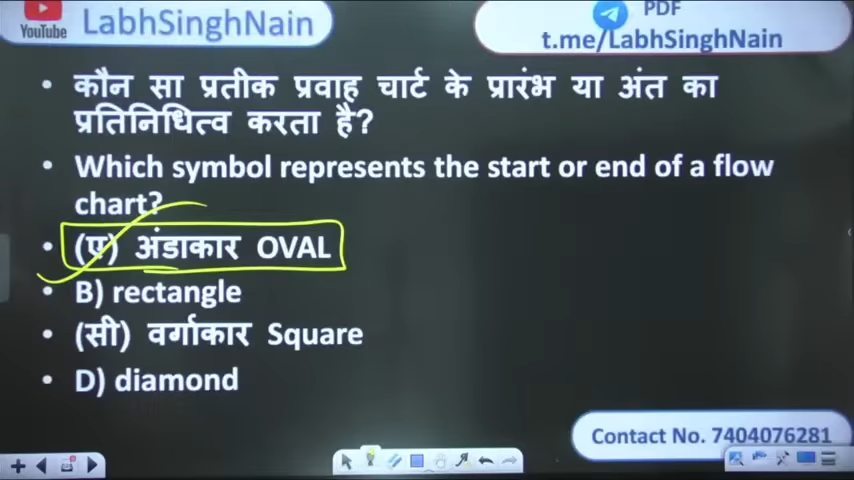 YouTube
LabhSinghNain
PDF
t.me/LabhSinghNain
• कौन सा प्रतीक प्रवाह चार्ट के प्रारंभ या अंत का
प्रतिनिधित्व करता है?
• Which symbol represents the start or end of a flow
chart?
• (ए) अंडाकार OVAL
• B) rectangle
• (सी) वर्गाकार Square
• D) diamond
Contact No. 7404076281